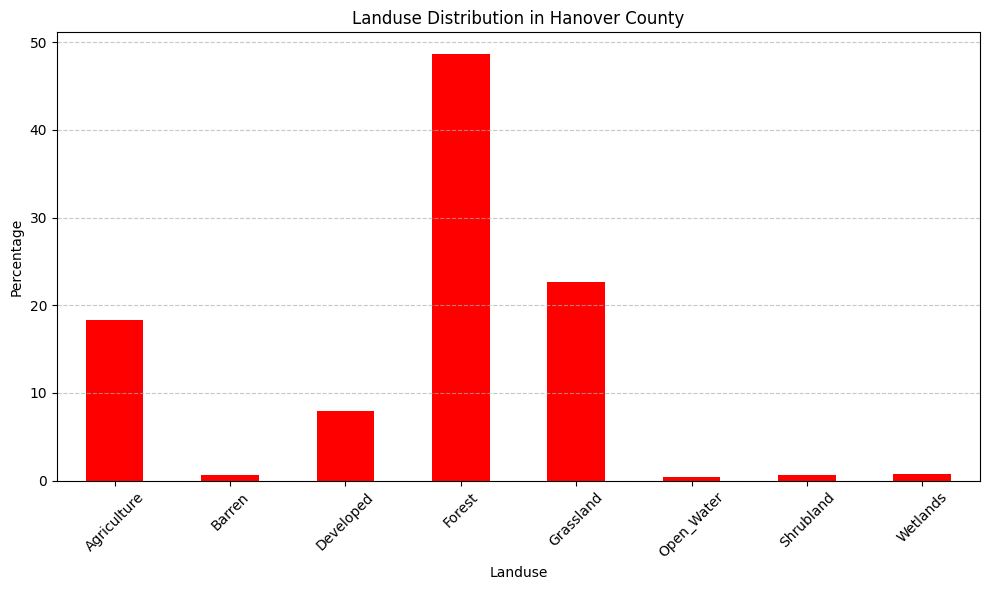 Landuse Distribution in Hanover County
Percentage
50
40
30
20
10
0
Agriculture
Barren
Developed
Forest
Grassland
Open_Water
Shrubland
Wetlands
Landuse